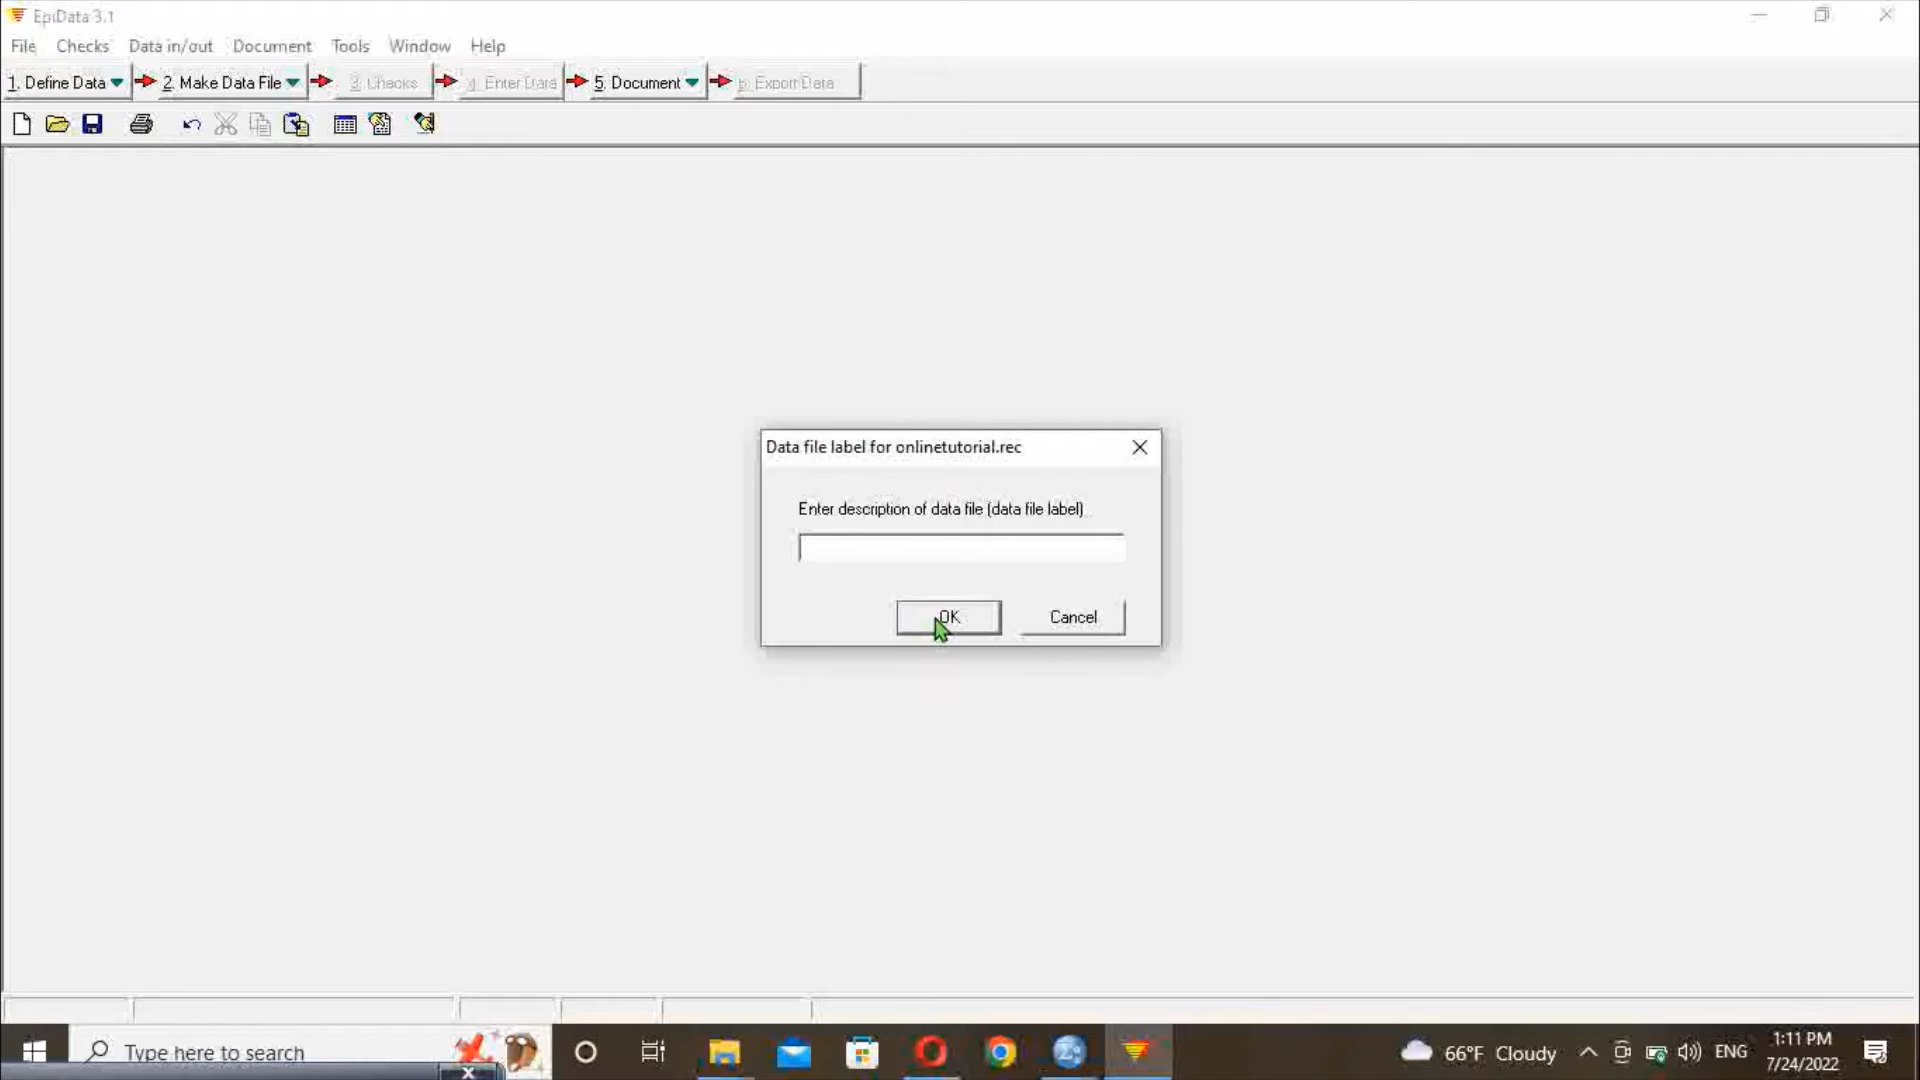 EpiData 3.1
File Checks Data in/out Document Tools Window Help
1. Define Data 2. Make Data File 3. Checks 4. Enter Data 5. Document 6. Export Data
Data file label for onlinetutorial.rec
Enter description of data file (data file label)
OK Cancel
Type here to search
66°F Cloudy ENG
1:11 PM
7/24/2022